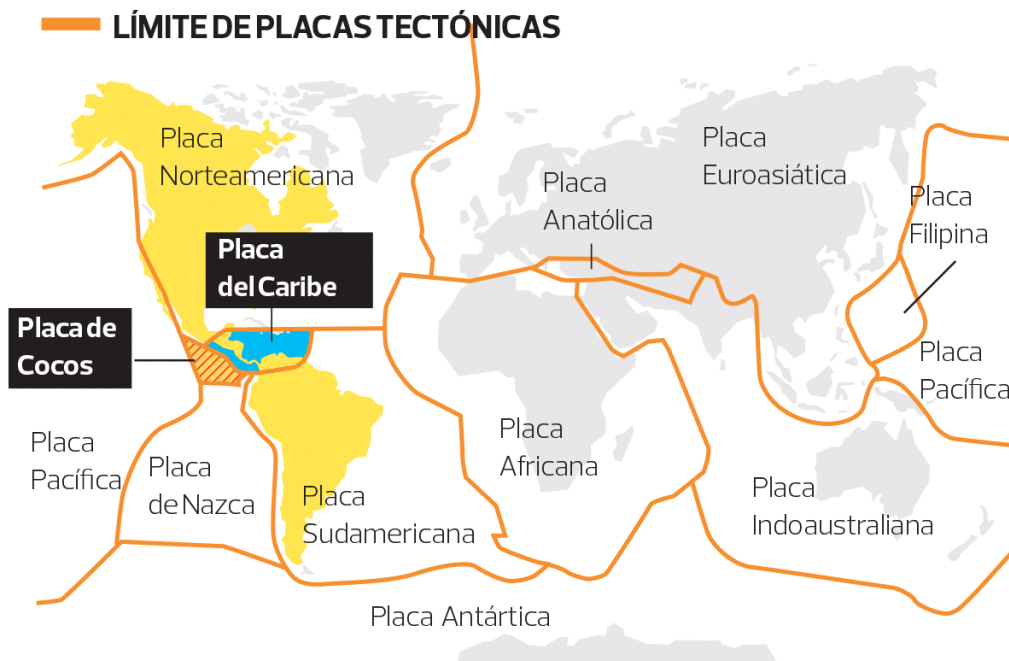 LÍMITE DE PLACAS TECTÓNICAS
Placa
Norteamericana
Placa
Euroasiática
Placa
Anatólica
Placa
Filipina
Placa
del Caribe
Placa de
Cocos
Placa
Pacífica
Placa
Pacífica
Placa
de Nazca
Placa
Sudamericana
Placa
Africana
Placa
Indoaustraliana
Placa Antártica